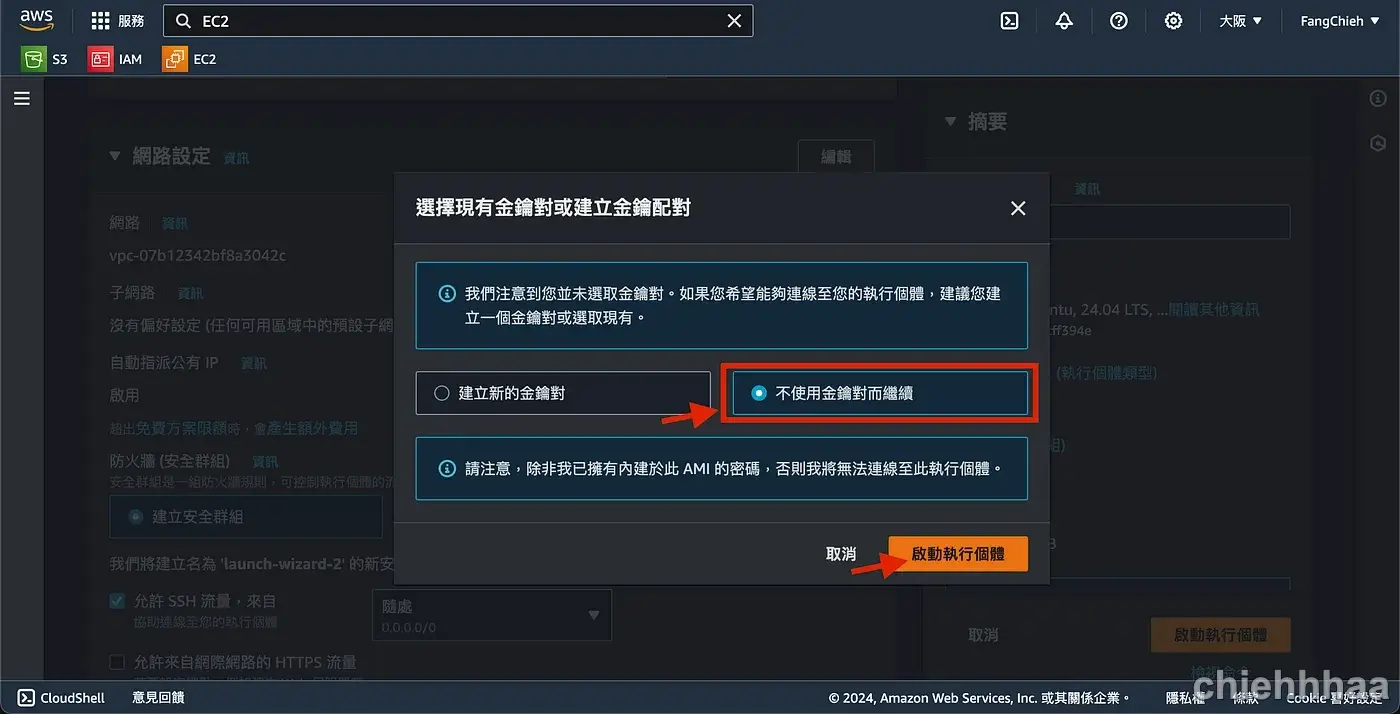 aws
服務
EC2
大阪
FangChieh
S3
IAM
EC2
網路設定 資訊
編輯
網路 資訊
vpc-07b12342bf8a3042c
子網路 資訊
沒有偏好設定 (任何可用區域中的預設子網
自動指派公有 IP 資訊
啟用
超出免費方案限額時，會產生額外費用
防火牆 (安全群組) 資訊
安全群組是一組防火牆規則，可控制執行個體的流
建立安全群組
我們將建立名為 'launch-wizard-2' 的新安
允許 SSH 流量，來自
協助連線至您的執行個體
隨處
0.0.0.0/0
允許來自網際網路的 HTTPS 流量
選擇現有金鑰對或建立金鑰配對
我們注意到您並未選取金鑰對。如果您希望能夠連線至您的執行個體，建議您建
立一個金鑰對或選取現有。
建立新的金鑰對
不使用金鑰對而繼續
請注意，除非我已擁有內建於此 AMI 的密碼，否則我將無法連線至此執行個體。
取消
啟動執行個體
摘要
資訊
ntu, 24.04 LTS, ...閱讀其他資訊
ff394e
(執行個體類型)
組)
B
取消
啟動執行個體
CloudShell
意見回饋
© 2024, Amazon Web Services, Inc. 或其關係企業。
隱私權
條款
Cookie 喜好設定
chiehhhaa